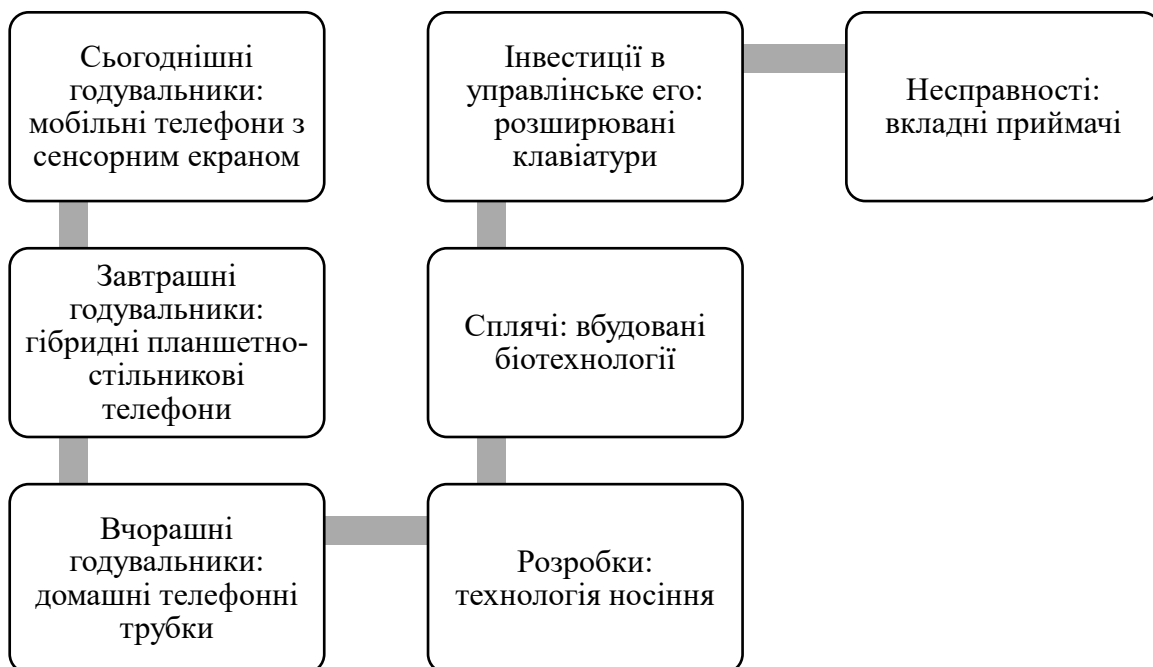 Сьогоднішні
годувальники:
мобільні телефони з
сенсорним екраном
Завтрашні
годувальники:
гібридні планшетно-
стільникові
телефони
Вчорашні
годувальники:
домашні телефонні
трубки
Розробки:
технологія носіння
Сплячі: вбудовані
біотехнології
Інвестиції в
управлінське его:
розширювані
клавіатури
Несправності:
вкладні приймачі